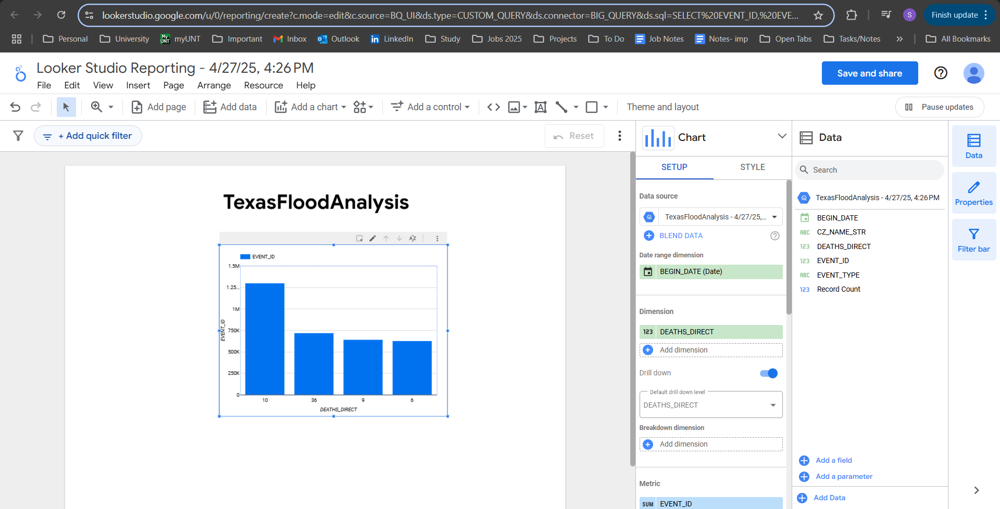 lookerstudio.google.com/u/0/reporting/create?c.mode=edit&c.source=BQ_UI&ds.type=CUSTOM_QUERY&ds.connector=BIG_QUERY&ds.sql=SELECT%20EVENT_ID,%20EVE...
S
Finish update
Personal
University
My UNT
myUNT
Important
Inbox
Outlook
in LinkedIn
Study
Jobs 2025
Projects
To Do
Job Notes
Notes- imp
Open Tabs
Tasks/Notes
»
All Bookmarks
Looker Studio Reporting - 4/27/25, 4:26 PM
File Edit View Insert Page Arrange Resource Help
Save and share
Add page
Add data
Add a chart
Add a control
Theme and layout
Pause updates
+ Add quick filter
Reset
TexasFloodAnalysis
EVENT_ID
1.5M
1.25...
1M
750K
500K
250K
0
EVENT_ID
10 36 9 6
DEATHS_DIRECT
Chart
SETUP STYLE
Data source
TexasFloodAnalysis - 4/27/25,...
BLEND DATA
Date range dimension
BEGIN_DATE (Date)
Dimension
123 DEATHS_DIRECT
Add dimension
Drill down
Default drill down level
DEATHS_DIRECT
Breakdown dimension
Add dimension
Metric
SUM EVENT_ID
Data
Search
TexasFloodAnalysis - 4/27/25, 4:26 PM
BEGIN_DATE
ABC CZ_NAME_STR
123 DEATHS_DIRECT
123 EVENT_ID
ABC EVENT_TYPE
123 Record Count
Add a field
Add a parameter
Add Data
Data
Properties
Filter bar